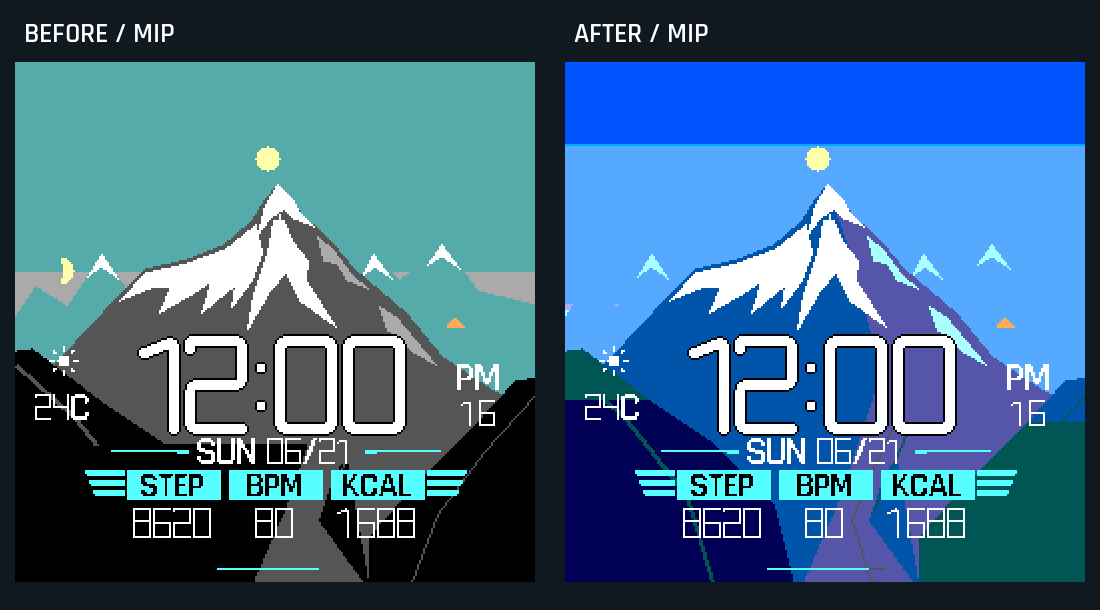 BEFORE / MIP
12:00
PM
16
24C
SUN 06/21
STEP BPM KCAL
8620 80 1688
AFTER / MIP
12:00
PM
16
24C
SUN 06/21
STEP BPM KCAL
8620 80 1688